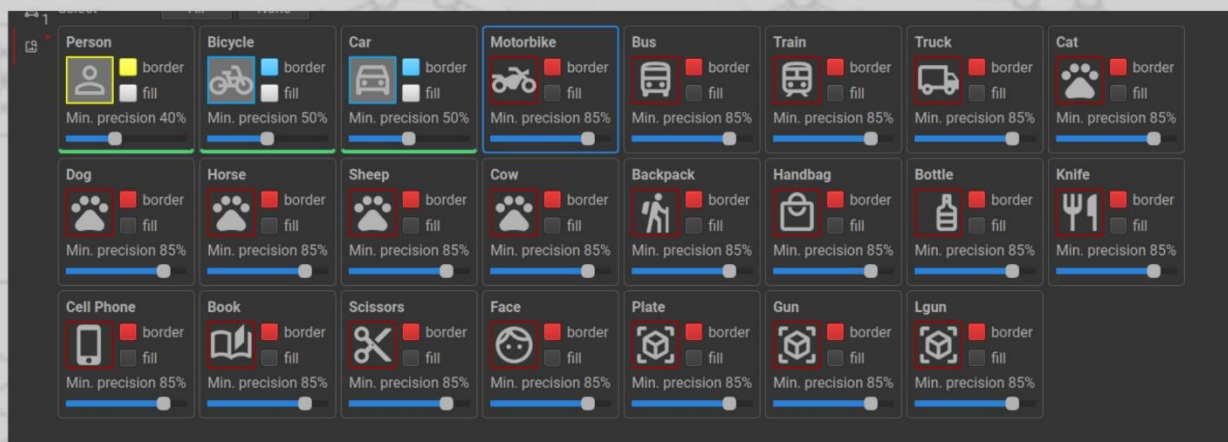 Select All None
1
Person Bicycle Car Motorbike Bus Train Truck Cat
border border border border border border border border
fill fill fill fill fill fill fill fill
Min. precision 40% Min. precision 50% Min. precision 50% Min. precision 85% Min. precision 85% Min. precision 85% Min. precision 85% Min. precision 85%
Dog Horse Sheep Cow Backpack Handbag Bottle Knife
border border border border border border border border
fill fill fill fill fill fill fill fill
Min. precision 85% Min. precision 85% Min. precision 85% Min. precision 85% Min. precision 85% Min. precision 85% Min. precision 85% Min. precision 85%
Cell Phone Book Scissors Face Plate Gun Lgun
border border border border border border border
fill fill fill fill fill fill fill
Min. precision 85% Min. precision 85% Min. precision 85% Min. precision 85% Min. precision 85% Min. precision 85% Min. precision 85%